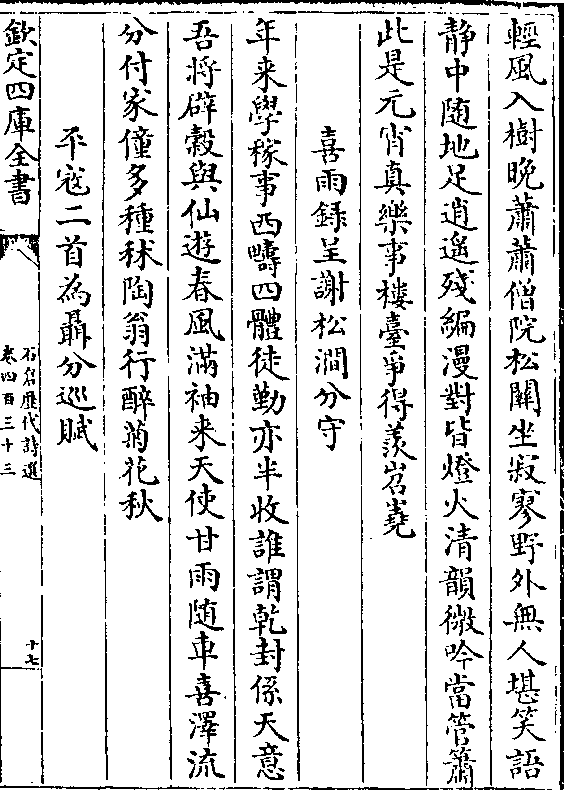 輕風入樹晚蕭蕭僧院松關坐寂寥野外無人堪笑語
靜中随地足逍遥殘編漫對皆燈火清韻微吟當管簫
此是元宵真樂事樓臺爭得羨岧嶤
喜雨録呈謝松澗分守
年来學稼事西疇四體徒勤亦半收誰謂乾封係天意
吾將辟穀與仙遊春風滿袖来天使甘雨随車喜澤流
分付家僮多種秫陶翁行醉菊花秋
平寇二首為聶分巡賦
欽定四庫全書
石倉歷代詩選
卷四百三十三
十七